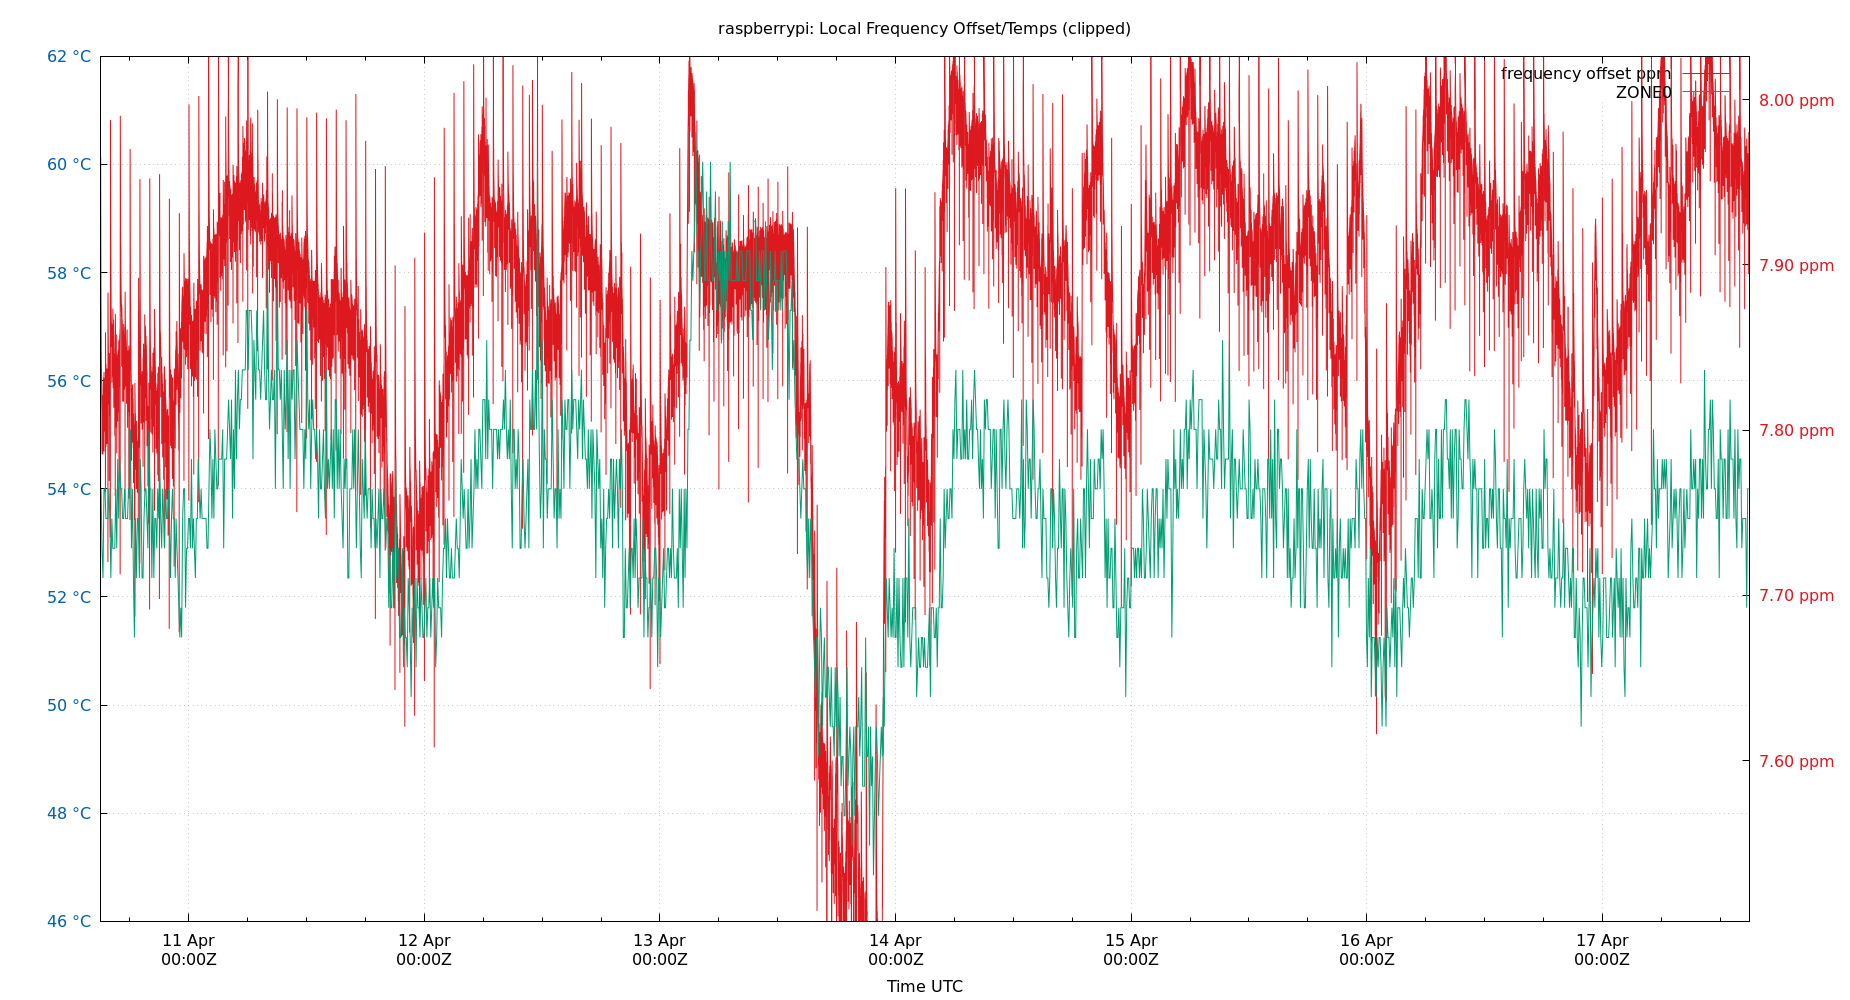 raspberrypi: Local Frequency Offset/Temps (clipped)
62 °C
60 °C
58 °C
56 °C
54 °C
52 °C
50 °C
48 °C
46 °C
frequency offset ppm
ZONE0
8.00 ppm
7.90 ppm
7.80 ppm
7.70 ppm
7.60 ppm
11 Apr
00:00Z
12 Apr
00:00Z
13 Apr
00:00Z
14 Apr
00:00Z
15 Apr
00:00Z
16 Apr
00:00Z
17 Apr
00:00Z
Time UTC